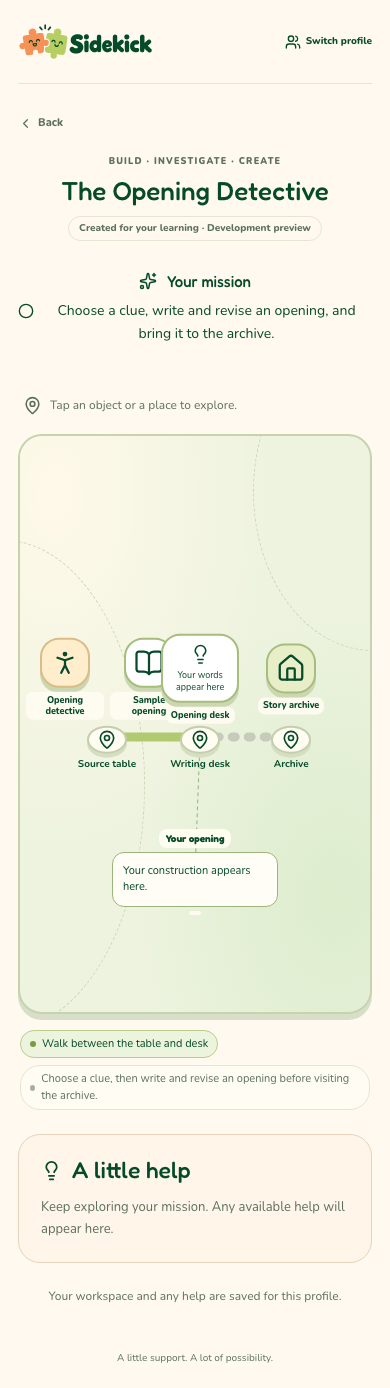 Sidekick
Switch profile
Back
BUILD · INVESTIGATE · CREATE
The Opening Detective
Created for your learning · Development preview
Your mission
Choose a clue, write and revise an opening, and
bring it to the archive.
Tap an object or a place to explore.
Your words
appear here
Opening
detective
Sample
opening
Opening desk
Story archive
Source table
Writing desk
Archive
Your opening
Your construction appears
here.
Walk between the table and desk
Choose a clue, then write and revise an opening before visiting
the archive.
A little help
Keep exploring your mission. Any available help will
appear here.
Your workspace and any help are saved for this profile.
A little support. A lot of possibility.